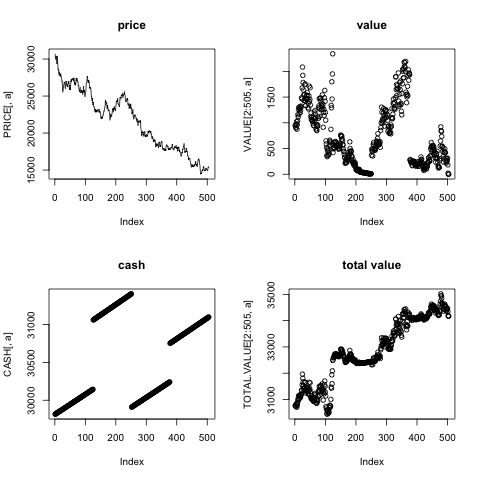 price
PRICE[, a]
15000 20000 25000 30000
0 100 200 300 400 500
Index
value
VALUE[2:505, a]
0 500 1500
0 100 200 300 400 500
Index
cash
CASH[, a]
30000 30500 31000
0 100 200 300 400 500
Index
total value
TOTAL.VALUE[2:505, a]
31000 33000 35000
0 100 200 300 400 500
Index